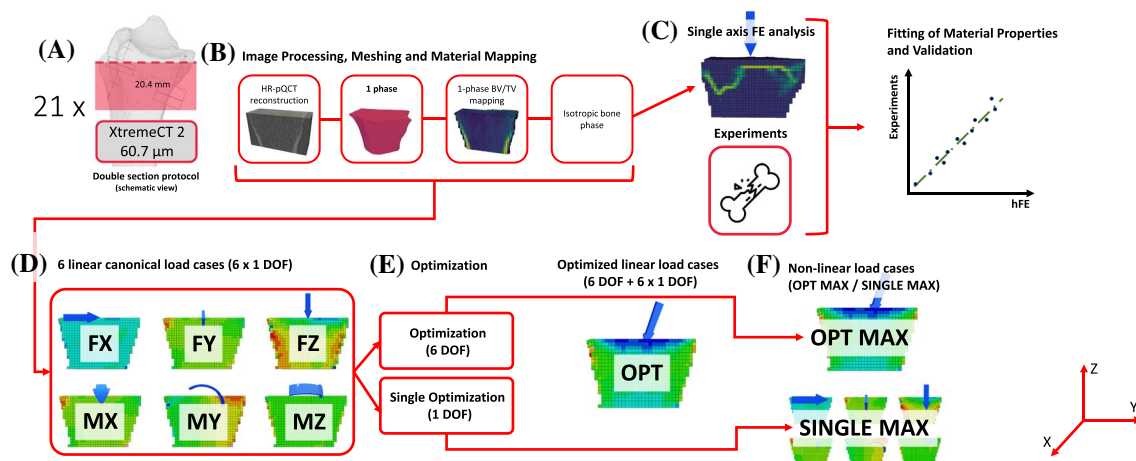 (A)
20.4 mm
21 x
XtremeCT 2
60.7 µm
Double section protocol
(schematic view)
(B)
Image Processing, Meshing and Material Mapping
HR-pQCT
reconstruction
1 phase
1-phase BV/TV
mapping
Isotropic bone
phase
(C)
Single axis FE analysis
Experiments
Fitting of Material Properties
and Validation
Experiments
hFE
(D)
6 linear canonical load cases (6 x 1 DOF)
FX
FY
FZ
MX
MY
MZ
(E)
Optimization
Optimization
(6 DOF)
Single Optimization
(1 DOF)
Optimized linear load cases
(6 DOF + 6 x 1 DOF)
OPT
(F)
Non-linear load cases
(OPT MAX / SINGLE MAX)
OPT MAX
SINGLE MAX
Z
Y
X